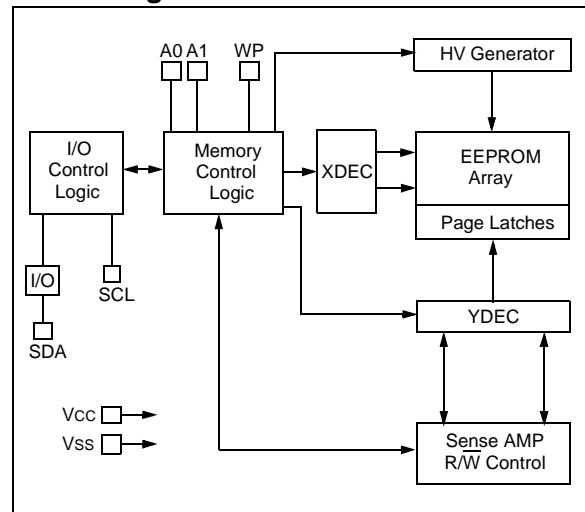 A0 A1
WP
HV Generator
I/O
Control
Logic
Memory
Control
Logic
XDEC
EEPROM
Array
Page Latches
I/O
SCL
SDA
YDEC
VCC
VSS
Sense AMP
R/W̅ Control